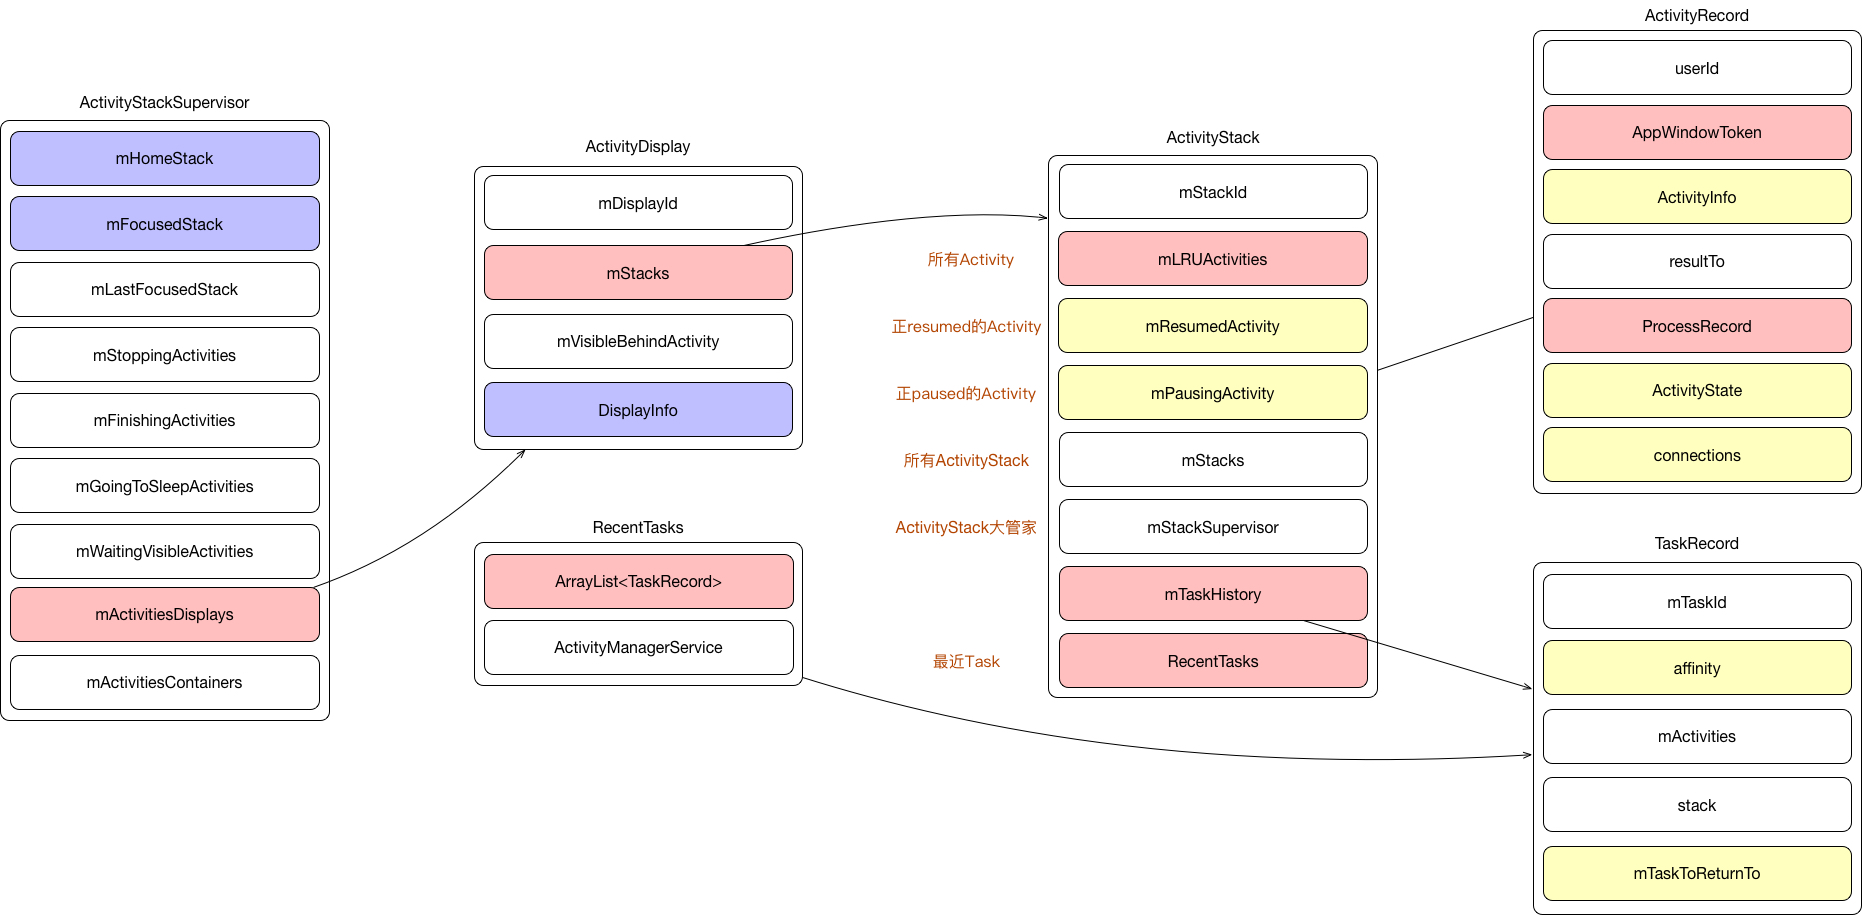 ActivityStackSupervisor
mHomeStack
mFocusedStack
mLastFocusedStack
mStoppingActivities
mFinishingActivities
mGoingToSleepActivities
mWaitingVisibleActivities
mActivitiesDisplays
mActivitiesContainers
ActivityDisplay
mDisplayId
mStacks
mVisibleBehindActivity
DisplayInfo
RecentTasks
ArrayList<TaskRecord>
ActivityManagerService
所有Activity
正resumed的Activity
正paused的Activity
所有ActivityStack
ActivityStack大管家
最近Task
ActivityStack
mStackId
mLRUActivities
mResumedActivity
mPausingActivity
mStacks
mStackSupervisor
mTaskHistory
RecentTasks
ActivityRecord
userId
AppWindowToken
ActivityInfo
resultTo
ProcessRecord
ActivityState
connections
TaskRecord
mTaskId
affinity
mActivities
stack
mTaskToReturnTo